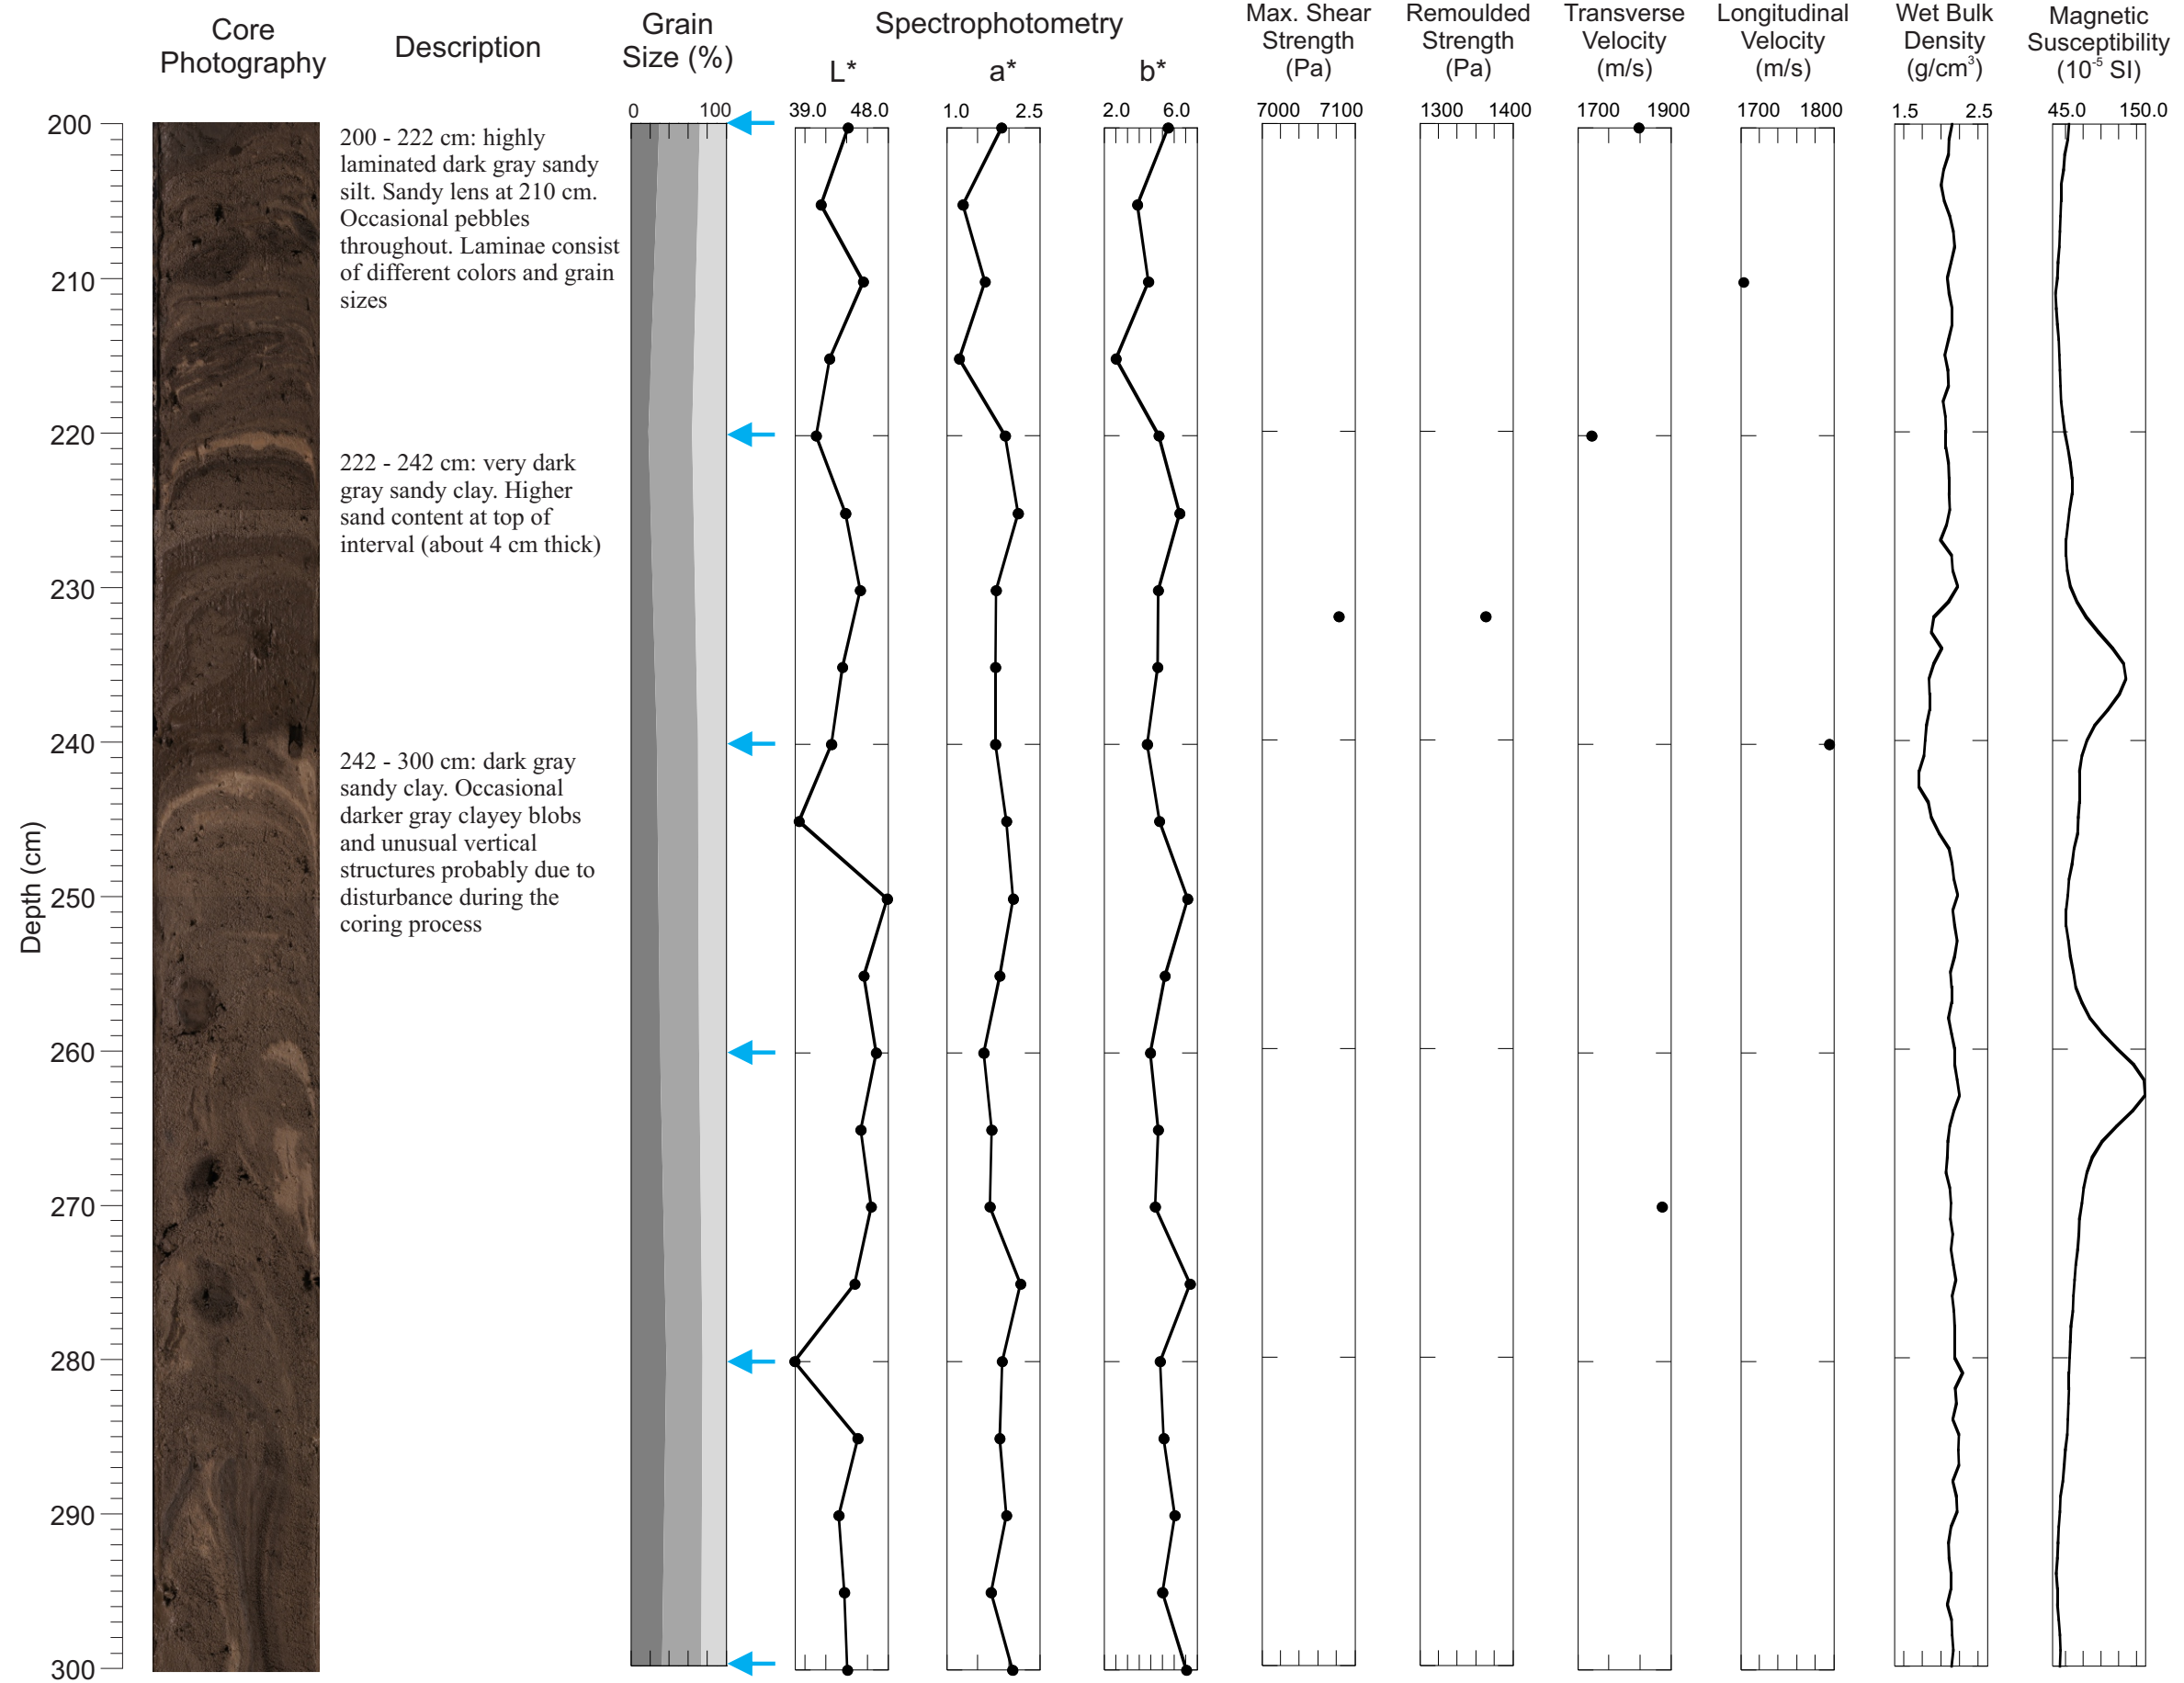 Core
Photography
Description
Grain
Size (%)
Spectrophotometry
L*
a*
b*
Max. Shear
Strength
(Pa)
Remoulded
Strength
(Pa)
Transverse
Velocity
(m/s)
Longitudinal
Velocity
(m/s)
Wet Bulk
Density
(g/cm³)
Magnetic
Susceptibility
(10⁻⁵ SI)
0 100
39.0 48.0
1.0 2.5
2.0 6.0
7000 7100
1300 1400
1700 1900
1700 1800
1.5 2.5
45.0 150.0
Depth (cm)
200
210
220
230
240
250
260
270
280
290
300
200 - 222 cm: highly
laminated dark gray sandy
silt. Sandy lens at 210 cm.
Occasional pebbles
throughout. Laminae consist
of different colors and grain
sizes
222 - 242 cm: very dark
gray sandy clay. Higher
sand content at top of
interval (about 4 cm thick)
242 - 300 cm: dark gray
sandy clay. Occasional
darker gray clayey blobs
and unusual vertical
structures probably due to
disturbance during the
coring process